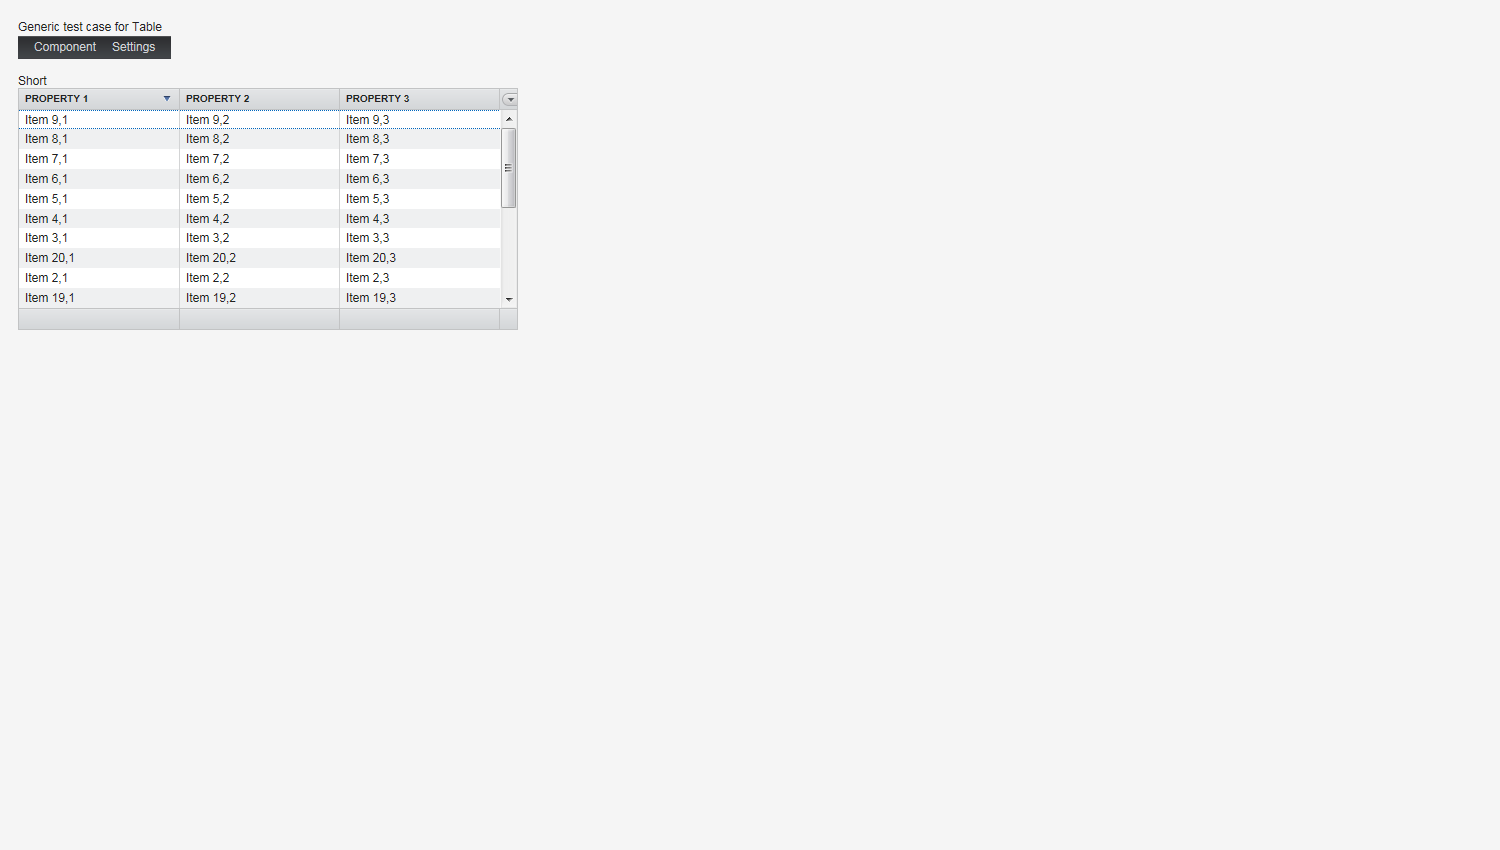 Generic test case for Table
Component Settings
Short
PROPERTY 1 PROPERTY 2 PROPERTY 3
Item 9,1 Item 9,2 Item 9,3
Item 8,1 Item 8,2 Item 8,3
Item 7,1 Item 7,2 Item 7,3
Item 6,1 Item 6,2 Item 6,3
Item 5,1 Item 5,2 Item 5,3
Item 4,1 Item 4,2 Item 4,3
Item 3,1 Item 3,2 Item 3,3
Item 20,1 Item 20,2 Item 20,3
Item 2,1 Item 2,2 Item 2,3
Item 19,1 Item 19,2 Item 19,3